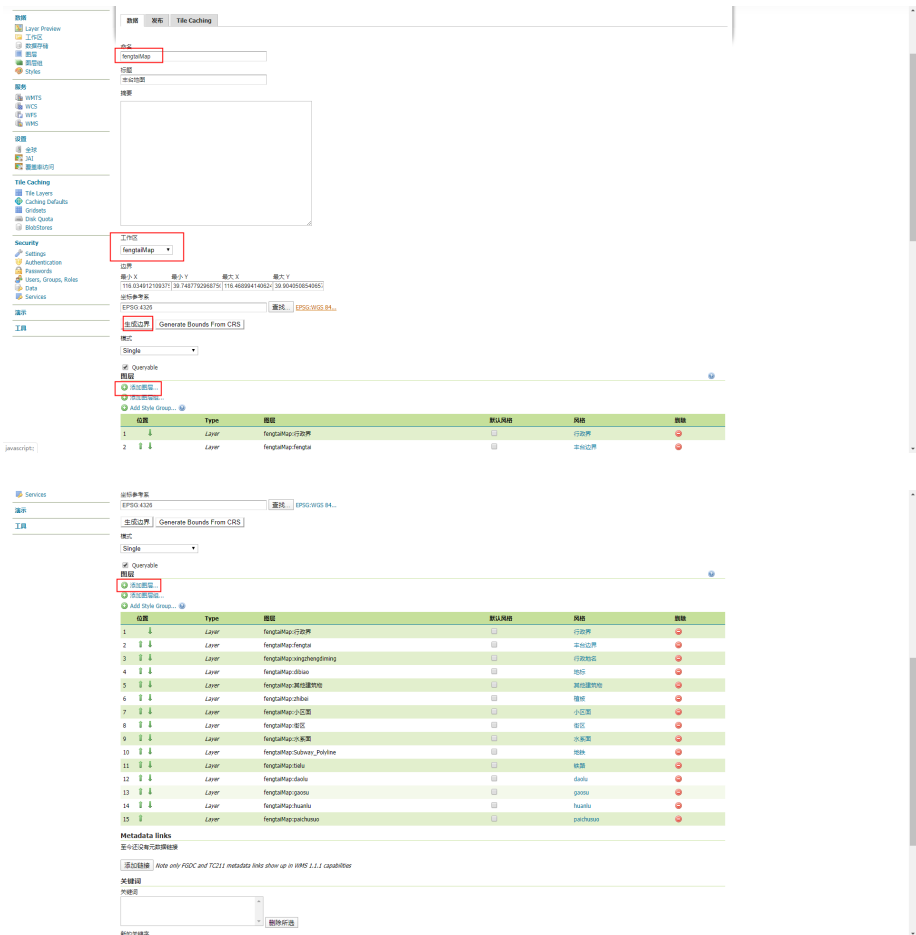 数据
Layer Preview
工作区
数据存储
图层
图层组
Styles
服务
WMTS
WCS
WFS
WMS
设置
全球
JAI
覆盖率访问
Tile Caching
Tile Layers
Caching Defaults
Gridsets
Disk Quota
BlobStores
Security
Settings
Authentication
Passwords
Users, Groups, Roles
Data
Services
演示
工具
javascript:;
数据 发布 Tile Caching
命名
fengtaiMap
标题
丰台地图
摘要
工作区
fengtaiMap
边界
最小 X 最小 Y 最大 X 最大 Y
坐标参考系
EPSG:4326 查找... EPSG:WGS 84...
生成边界 Generate Bounds From CRS
模式
Single
Queryable
图层
添加图层...
添加图层组...
Add Style Group...
位置 Type 图层 默认风格 风格 删除
1 Layer fengtaiMap:行政界 行政界
2 Layer fengtaiMap:fengtai 丰台边界
Services
演示
工具
坐标参考系
EPSG:4326 查找... EPSG:WGS 84...
生成边界 Generate Bounds From CRS
模式
Single
Queryable
图层
添加图层...
添加图层组...
Add Style Group...
位置 Type 图层 默认风格 风格 删除
1 Layer fengtaiMap:行政界 行政界
2 Layer fengtaiMap:fengtai 丰台边界
3 Layer fengtaiMap:xingzhengdiming 行政地名
4 Layer fengtaiMap:dibiao 地标
5 Layer fengtaiMap:其他建筑物
6 Layer fengtaiMap:zhibei 植被
7 Layer fengtaiMap:小区面 小区面
8 Layer fengtaiMap:街区 街区
9 Layer fengtaiMap:水系面 水系面
10 Layer fengtaiMap:Subway_Polyline 地铁
11 Layer fengtaiMap:tielu 铁路
12 Layer fengtaiMap:daolu daolu
13 Layer fengtaiMap:gaosu gaosu
14 Layer fengtaiMap:huanlu huanlu
15 Layer fengtaiMap:paichusuo paichusuo
Metadata links
至今还没有元数据链接
添加链接 Note only FGDC and TC211 metadata links show up in WMS 1.1.1 capabilities
关键词
关键词
删除所选
新的关键字